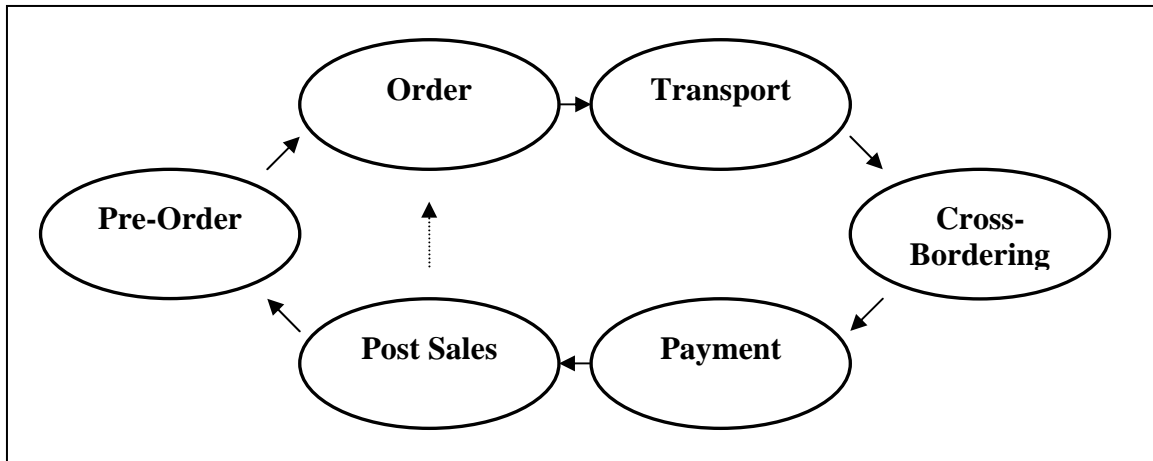 Order
Transport
Pre-Order
Cross-
Bordering
Post Sales
Payment